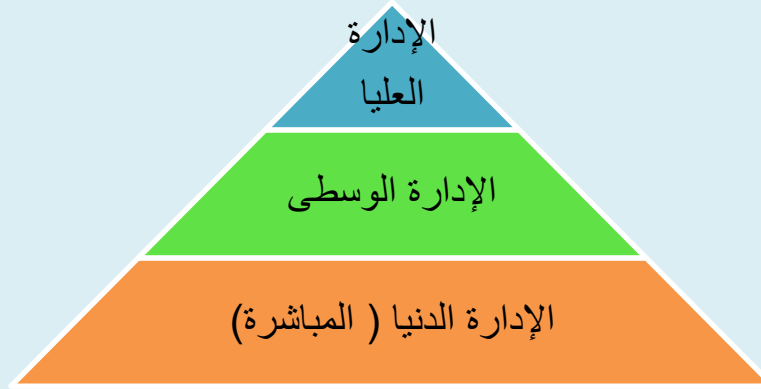 الإدارة
العليا
الإدارة الوسطى
الإدارة الدنيا ( المباشرة)